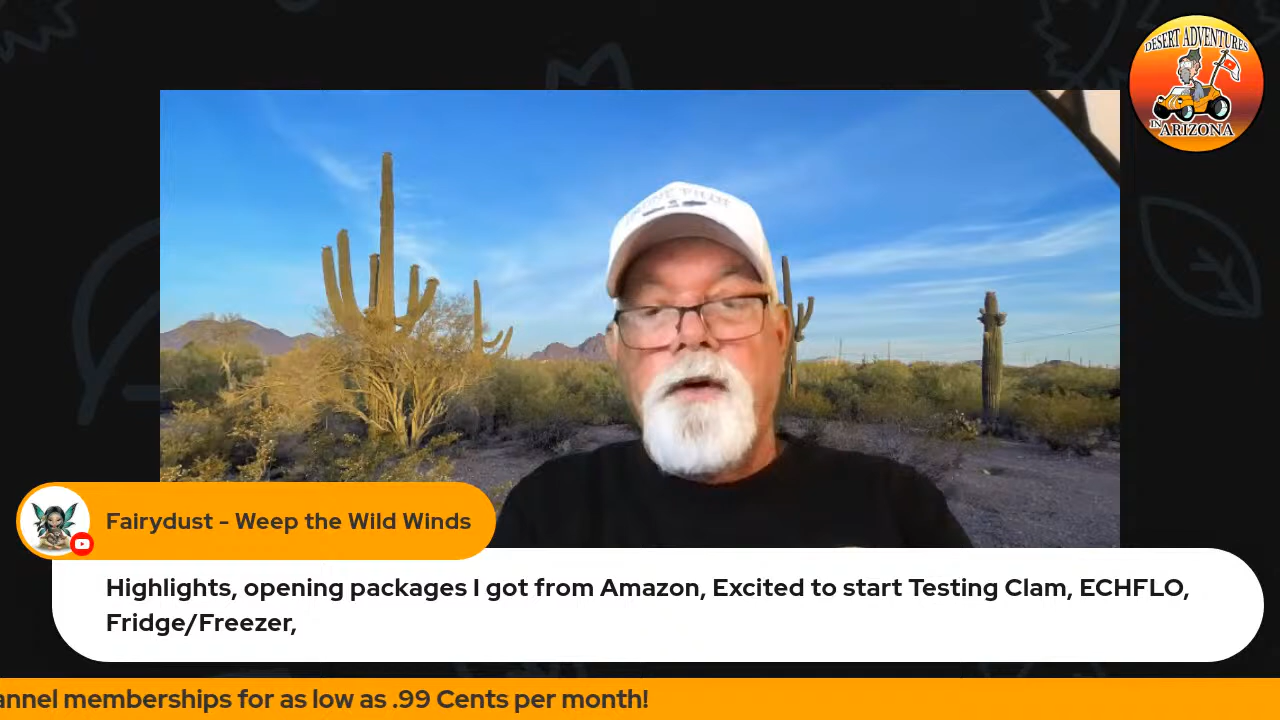 DESERT ADVENTURES
IN ARIZONA
Fairydust - Weep the Wild Winds
Highlights, opening packages I got from Amazon, Excited to start Testing Clam, ECHFLO,
Fridge/Freezer,
annel memberships for as low as .99 Cents per month!